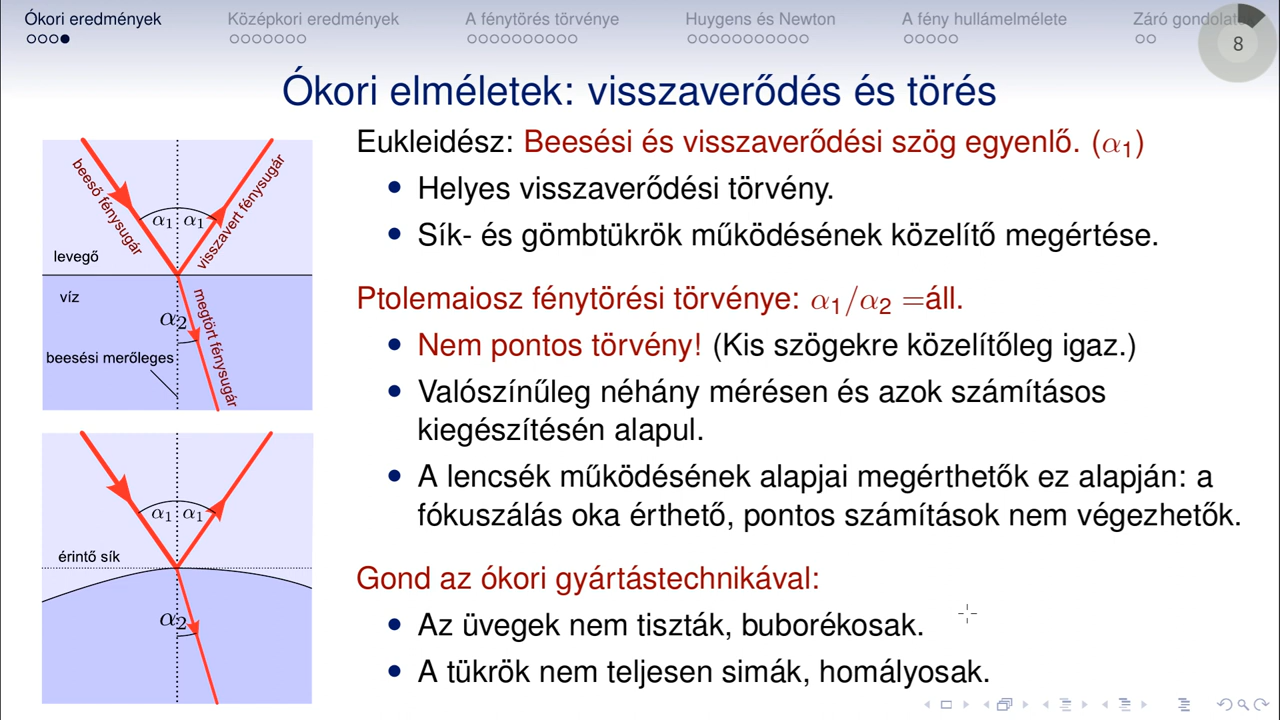 Ókori eredmények
Középkori eredmények
A fénytörés törvénye
Huygens és Newton
A fény hullámelmélete
Záró
8
Ókori elméletek: visszaverődés és törés
beeső fénysugár
visszavert fénysugár
α1 α1
levegő
víz
α2
megtört fénysugár
beesési merőleges
α1 α1
érintő sík
α2
Eukleidész: Beesési és visszaverődési szög egyenlő. (α1)
• Helyes visszaverődési törvény.
• Sík- és gömbtükrök működésének közelítő megértése.
Ptolemaiosz fénytörési törvénye: α1/α2 =áll.
• Nem pontos törvény! (Kis szögekre közelítőleg igaz.)
• Valószínűleg néhány mérésen és azok számításos
kiegészítésén alapul.
• A lencsék működésének alapjai megérthetők ez alapján: a
fókuszálás oka érthető, pontos számítások nem végezhetők.
Gond az ókori gyártástechnikával:
• Az üvegek nem tiszták, buborékosak.
• A tükrök nem teljesen simák, homályosak.